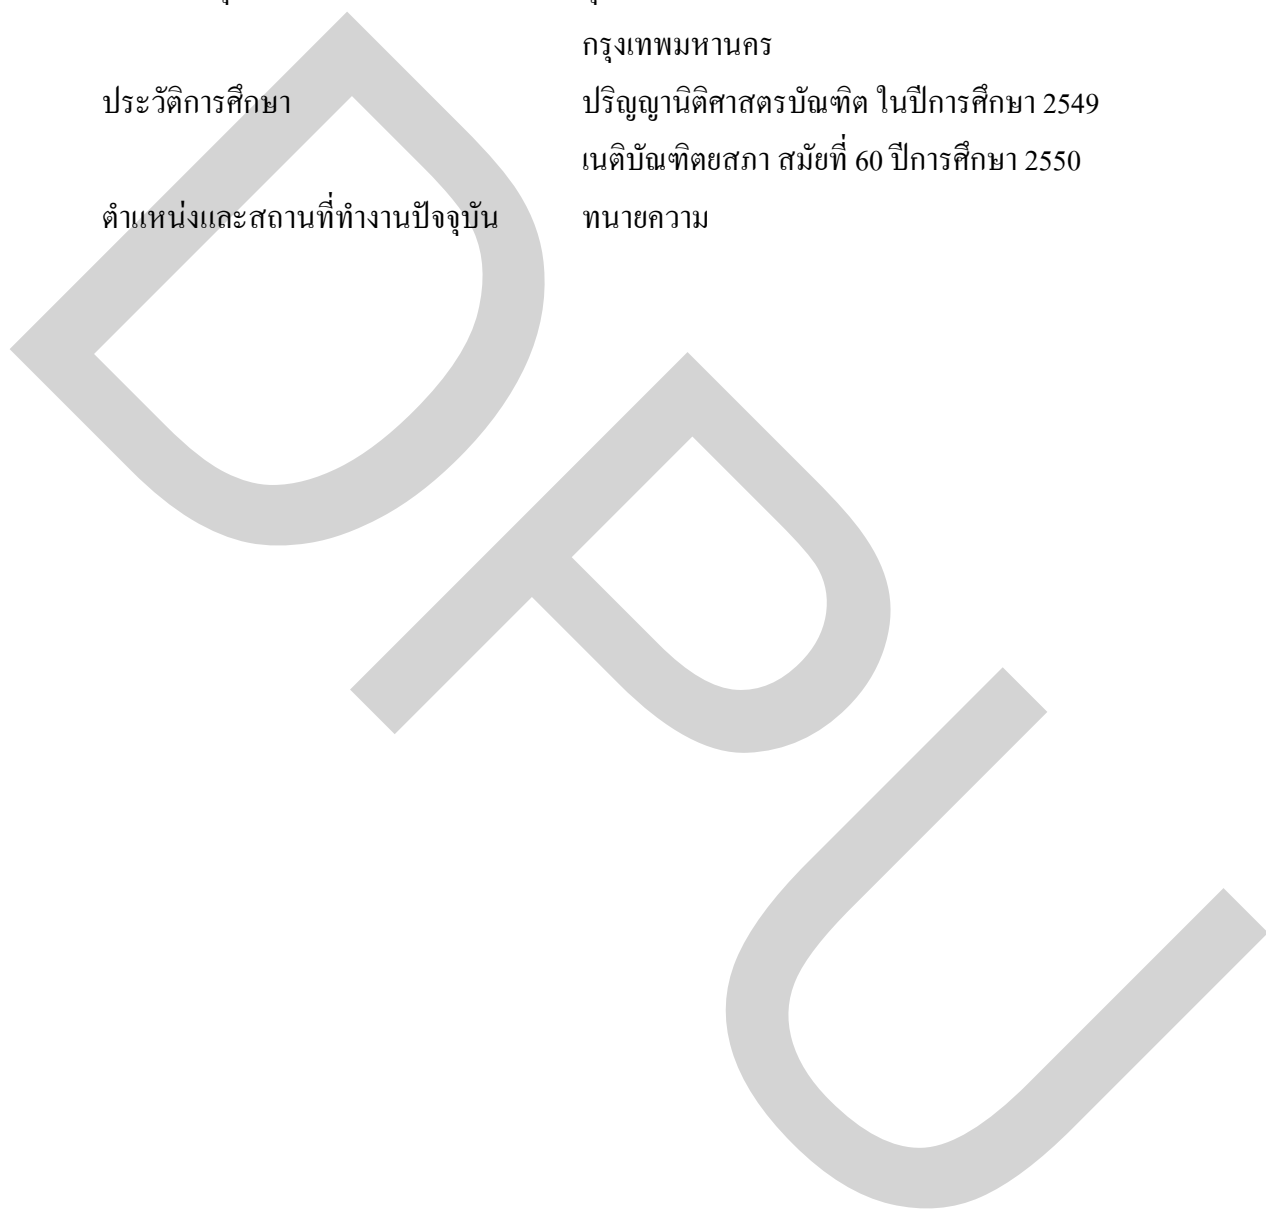 กรุงเทพมหานคร
ประวัติการศึกษา ปริญญานิติศาสตรบัณฑิต ในปีการศึกษา 2549
เนติบัณฑิตยสภา สมัยที่ 60 ปีการศึกษา 2550
ตำแหน่งและสถานที่ทำงานปัจจุบัน ทนายความ
DPU